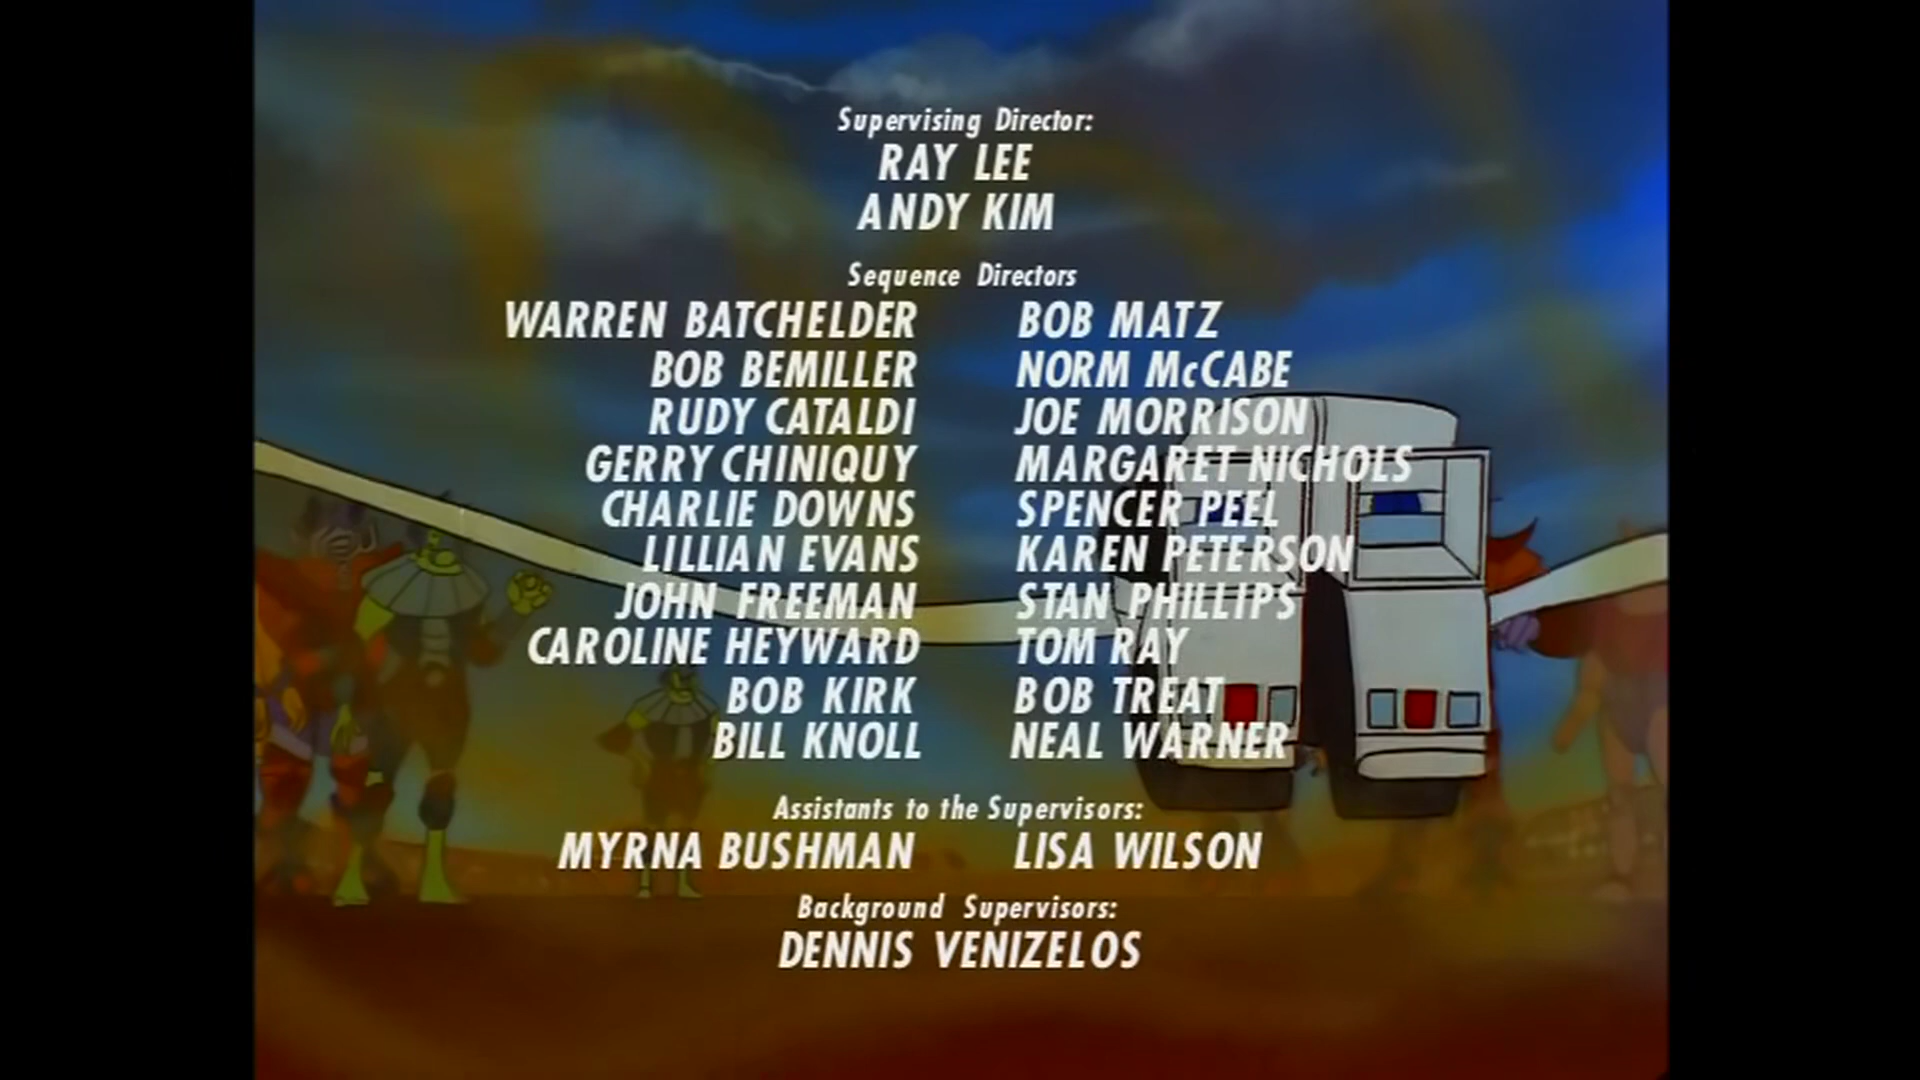 Supervising Director:
RAY LEE
ANDY KIM
Sequence Directors
WARREN BATCHELDER BOB MATZ
BOB BEMILLER NORM McCABE
RUDY CATALDI JOE MORRISON
GERRY CHINIQUY MARGARET NICHOLS
CHARLIE DOWNS SPENCER PEEL
LILLIAN EVANS KAREN PETERSON
JOHN FREEMAN STAN PHILLIPS
CAROLINE HEYWARD TOM RAY
BOB KIRK BOB TREAT
BILL KNOLL NEAL WARNER
Assistants to the Supervisors:
MYRNA BUSHMAN LISA WILSON
Background Supervisors:
DENNIS VENIZELOS